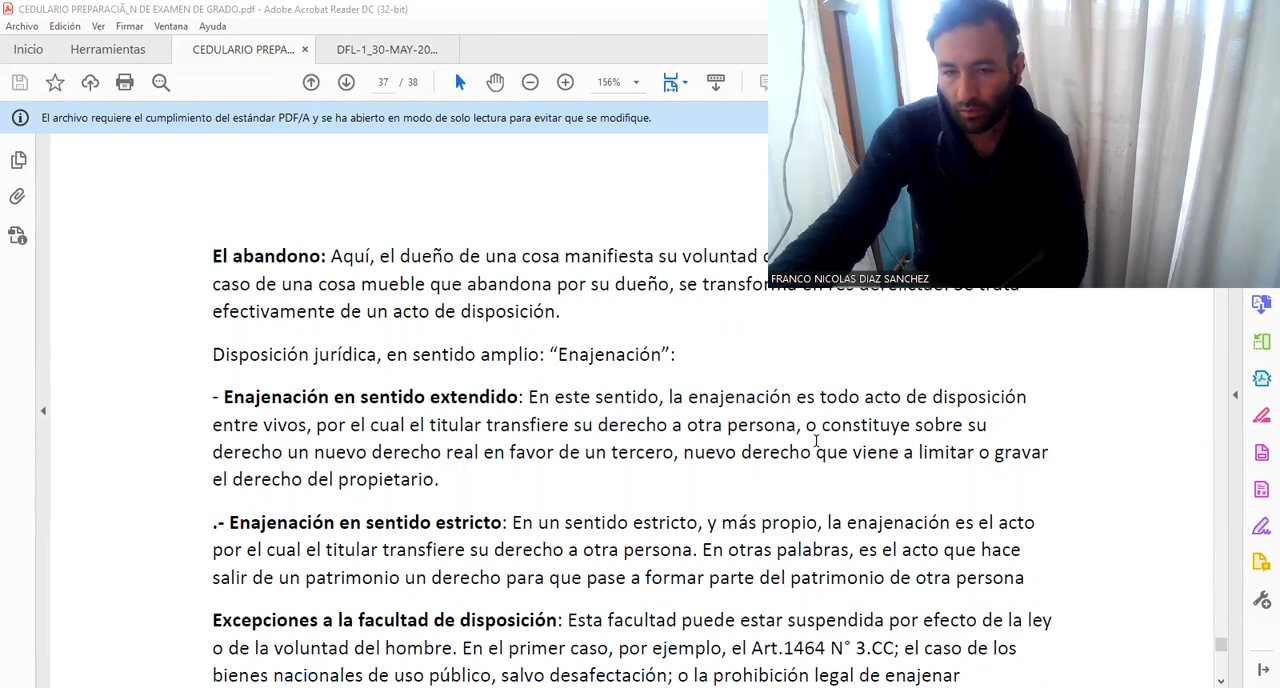 CEDULARIO PREPARACIÃ_N DE EXAMEN DE GRADO.pdf - Adobe Acrobat Reader DC (32-bit)
Archivo Edición Ver Firmar Ventana Ayuda
Inicio Herramientas CEDULARIO PREPA... × DFL-1_30-MAY-20...
37 / 38 156%
El archivo requiere el cumplimiento del estándar PDF/A y se ha abierto en modo de solo lectura para evitar que se modifique.
FRANCO NICOLAS DIAZ SANCHEZ
El abandono: Aquí, el dueño de una cosa manifiesta su voluntad
caso de una cosa mueble que abandona por su dueño, se transforma en res derelictae. Se trata
efectivamente de un acto de disposición.
Disposición jurídica, en sentido amplio: “Enajenación”:
- Enajenación en sentido extendido: En este sentido, la enajenación es todo acto de disposición
entre vivos, por el cual el titular transfiere su derecho a otra persona, o constituye sobre su
derecho un nuevo derecho real en favor de un tercero, nuevo derecho que viene a limitar o gravar
el derecho del propietario.
.- Enajenación en sentido estricto: En un sentido estricto, y más propio, la enajenación es el acto
por el cual el titular transfiere su derecho a otra persona. En otras palabras, es el acto que hace
salir de un patrimonio un derecho para que pase a formar parte del patrimonio de otra persona
Excepciones a la facultad de disposición: Esta facultad puede estar suspendida por efecto de la ley
o de la voluntad del hombre. En el primer caso, por ejemplo, el Art.1464 N° 3.CC; el caso de los
bienes nacionales de uso público, salvo desafectación; o la prohibición legal de enajenar